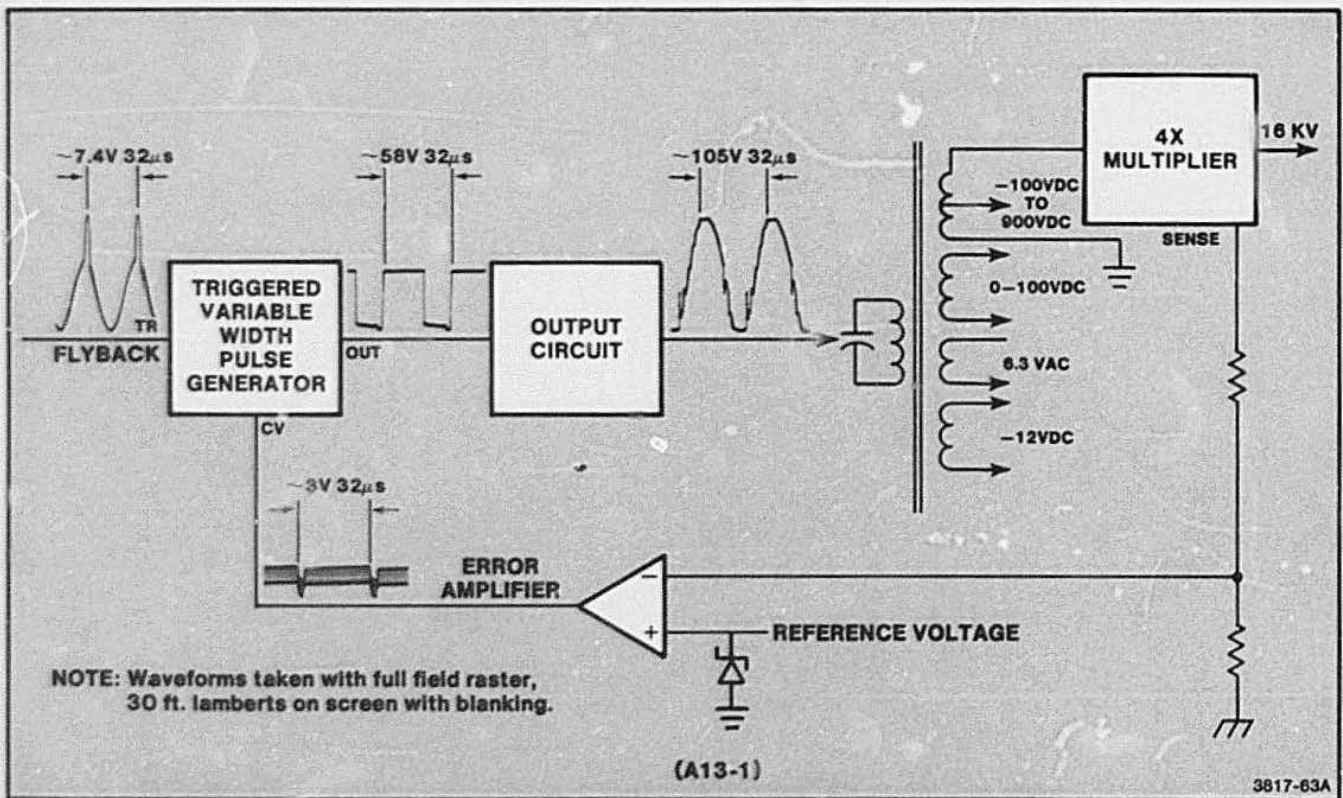 ~7.4V 32µs
~58V 32µs
~105V 32µs
4X
MULTIPLIER
16 KV
SENSE
-100VDC
TO
900VDC
0-100VDC
6.3 VAC
-12VDC
TRIGGERED
VARIABLE
WIDTH
PULSE
GENERATOR
TR
FLYBACK
OUT
CV
OUTPUT
CIRCUIT
~3V 32µs
ERROR
AMPLIFIER
−
+
REFERENCE VOLTAGE
NOTE: Waveforms taken with full field raster,
30 ft. lamberts on screen with blanking.
(A13-1)
3817-63A